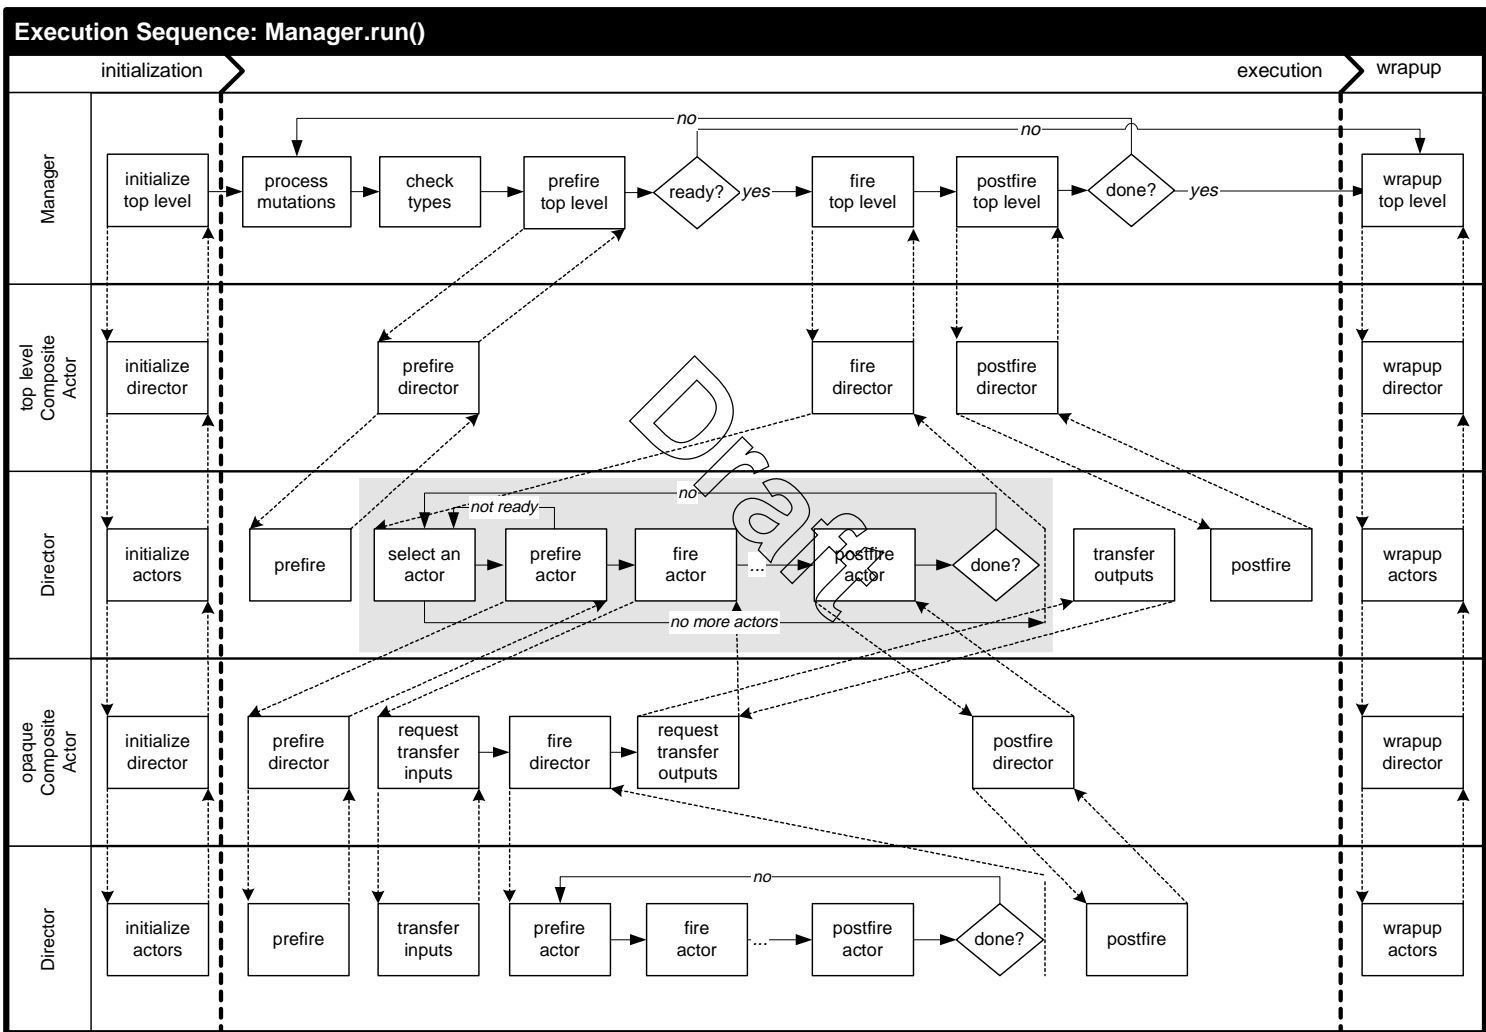 Execution Sequence: Manager.run()
initialization
execution
wrapup
Manager
initialize
top level
process
mutations
check
types
prefire
top level
ready?
yes
no
no
fire
top level
postfire
top level
done?
yes
wrapup
top level
top level
Composite
Actor
initialize
director
prefire
director
fire
director
postfire
director
wrapup
director
Draft
Director
initialize
actors
prefire
not ready
no
select an
actor
prefire
actor
fire
actor
...
postfire
actor
done?
no more actors
transfer
outputs
postfire
wrapup
actors
opaque
Composite
Actor
initialize
director
prefire
director
request
transfer
inputs
fire
director
request
transfer
outputs
postfire
director
wrapup
director
Director
initialize
actors
prefire
transfer
inputs
no
prefire
actor
fire
actor
...
postfire
actor
done?
postfire
wrapup
actors